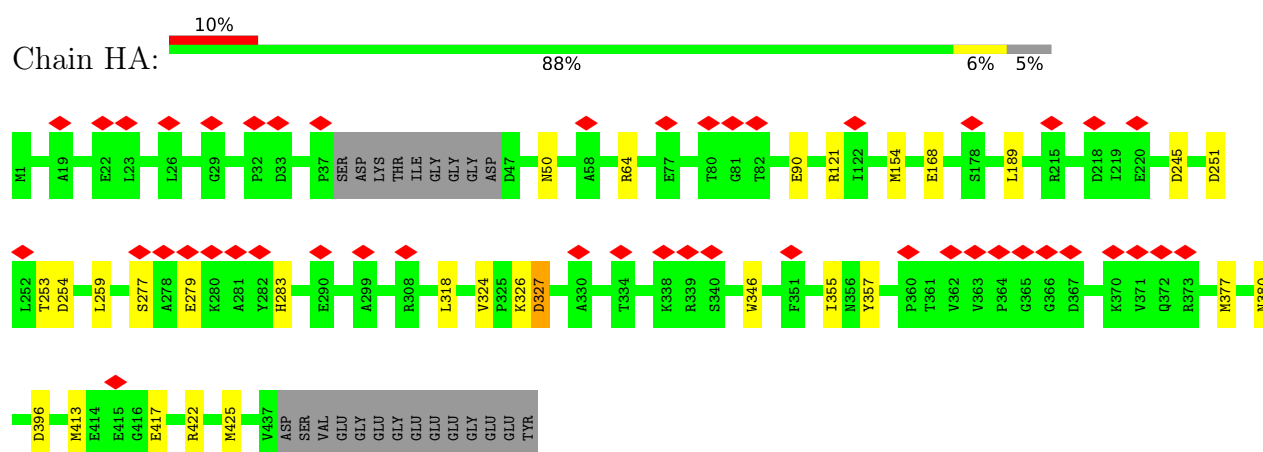 10%
Chain HA:
88% 6% 5%
M1 A19 E22 L23 L26 G29 P32 D33 P37 SER ASP LYS THR ILE GLY GLY GLY ASP D47 N50 A58 R64 E77 T80 G81 T82 E90 R121 I122 M154 E168 S178 L189 R215 D218 I219 E220 D245 D251
L252 T253 D254 L259 S277 A278 E279 K280 A281 Y282 H283 E290 A299 R308 L318 V324 P325 K326 D327 A330 T334 K338 R339 S340 W346 F351 I355 N356 Y357 P360 T361 V362 V363 P364 G365 G366 D367 K370 V371 Q372 R373 M377 N380
D396 M413 E414 E415 G416 E417 R422 M425 V437 ASP SER VAL GLU GLY GLU GLY GLU GLU GLU GLY GLU GLU TYR